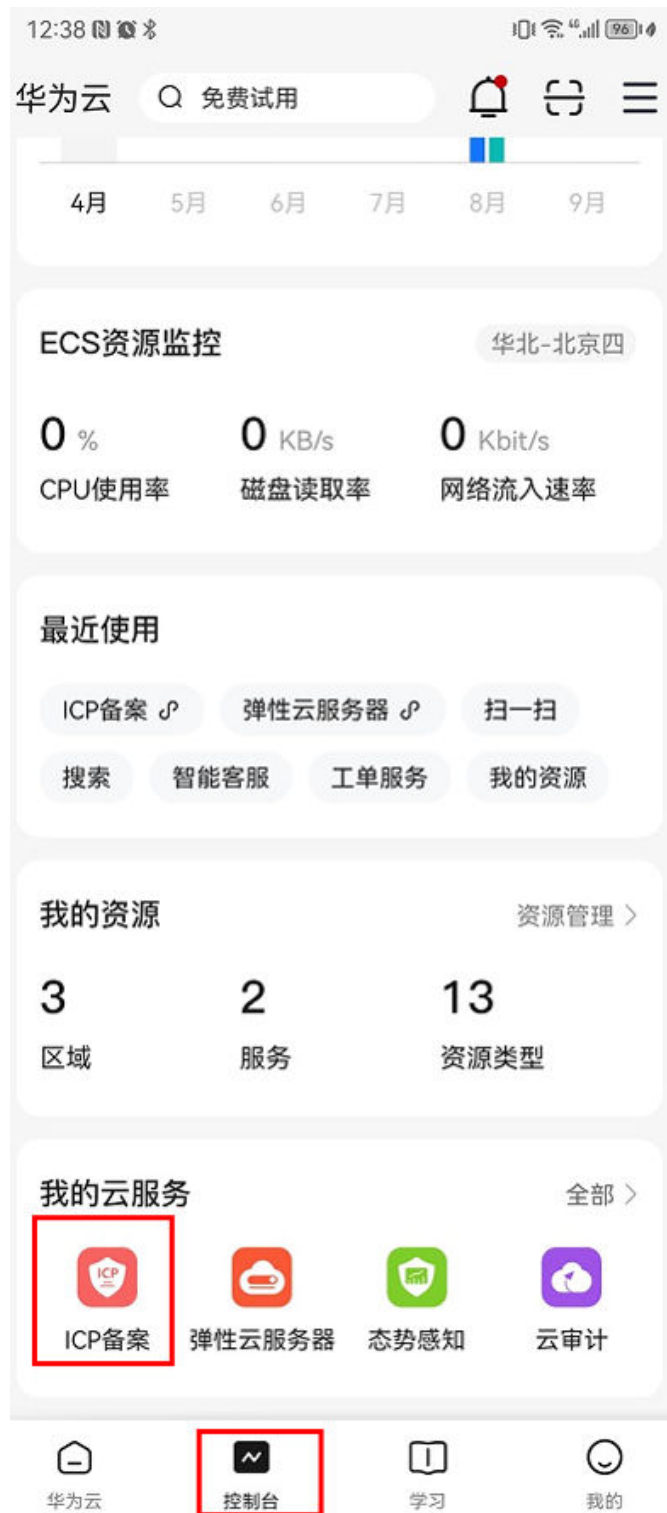 12:38 4G 96
华为云 免费试用
4月 5月 6月 7月 8月 9月
ECS资源监控 华北-北京四
0 % 0 KB/s 0 Kbit/s
CPU使用率 磁盘读取率 网络流入速率
最近使用
ICP备案 弹性云服务器 扫一扫
搜索 智能客服 工单服务 我的资源
我的资源 资源管理
3 2 13
区域 服务 资源类型
我的云服务 全部
ICP
ICP备案 弹性云服务器 态势感知 云审计
华为云 控制台 学习 我的